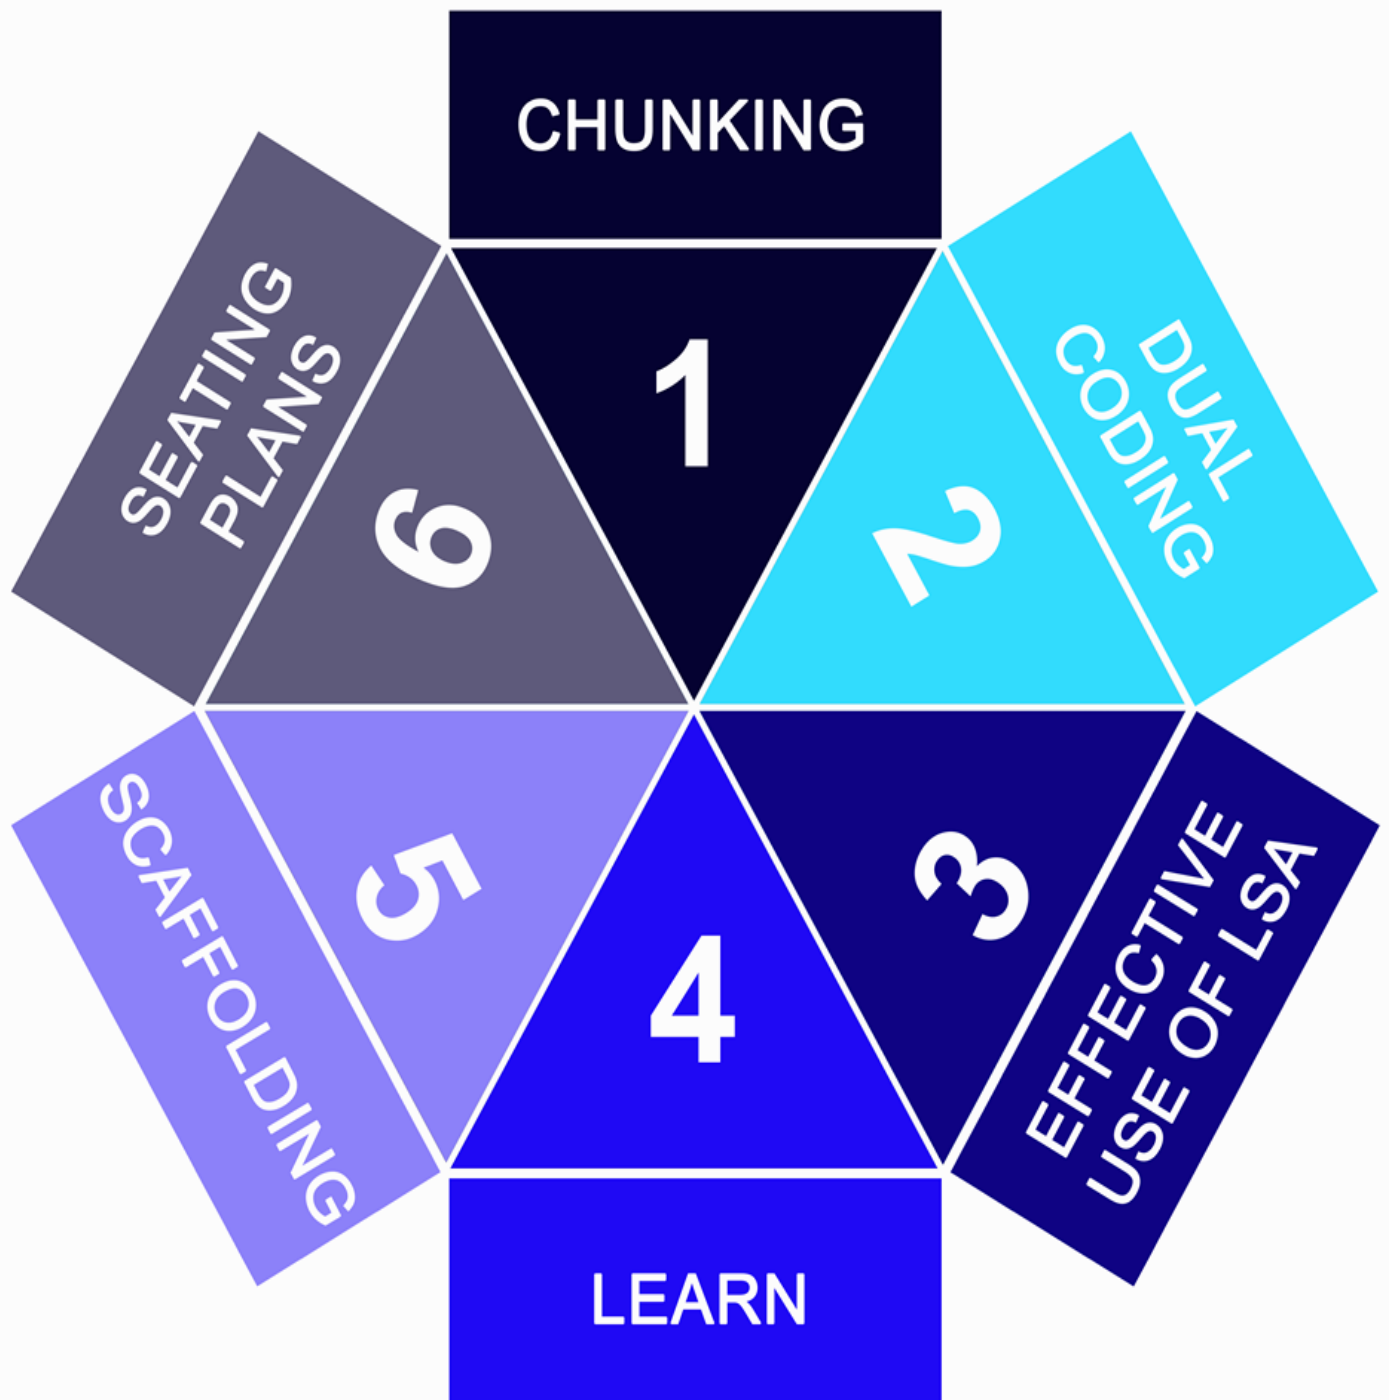 CHUNKING
1
DUAL
CODING
2
EFFECTIVE
USE OF LSA
3
LEARN
4
SCAFFOLDING
5
SEATING
PLANS
6